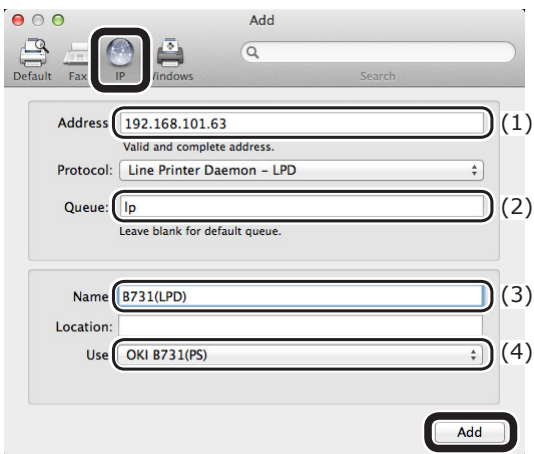 Add
Default Fax IP Windows Search
Address 192.168.101.63 (1)
Valid and complete address.
Protocol: Line Printer Daemon – LPD
Queue: lp (2)
Leave blank for default queue.
Name B731(LPD) (3)
Location:
Use OKI B731(PS) (4)
Add